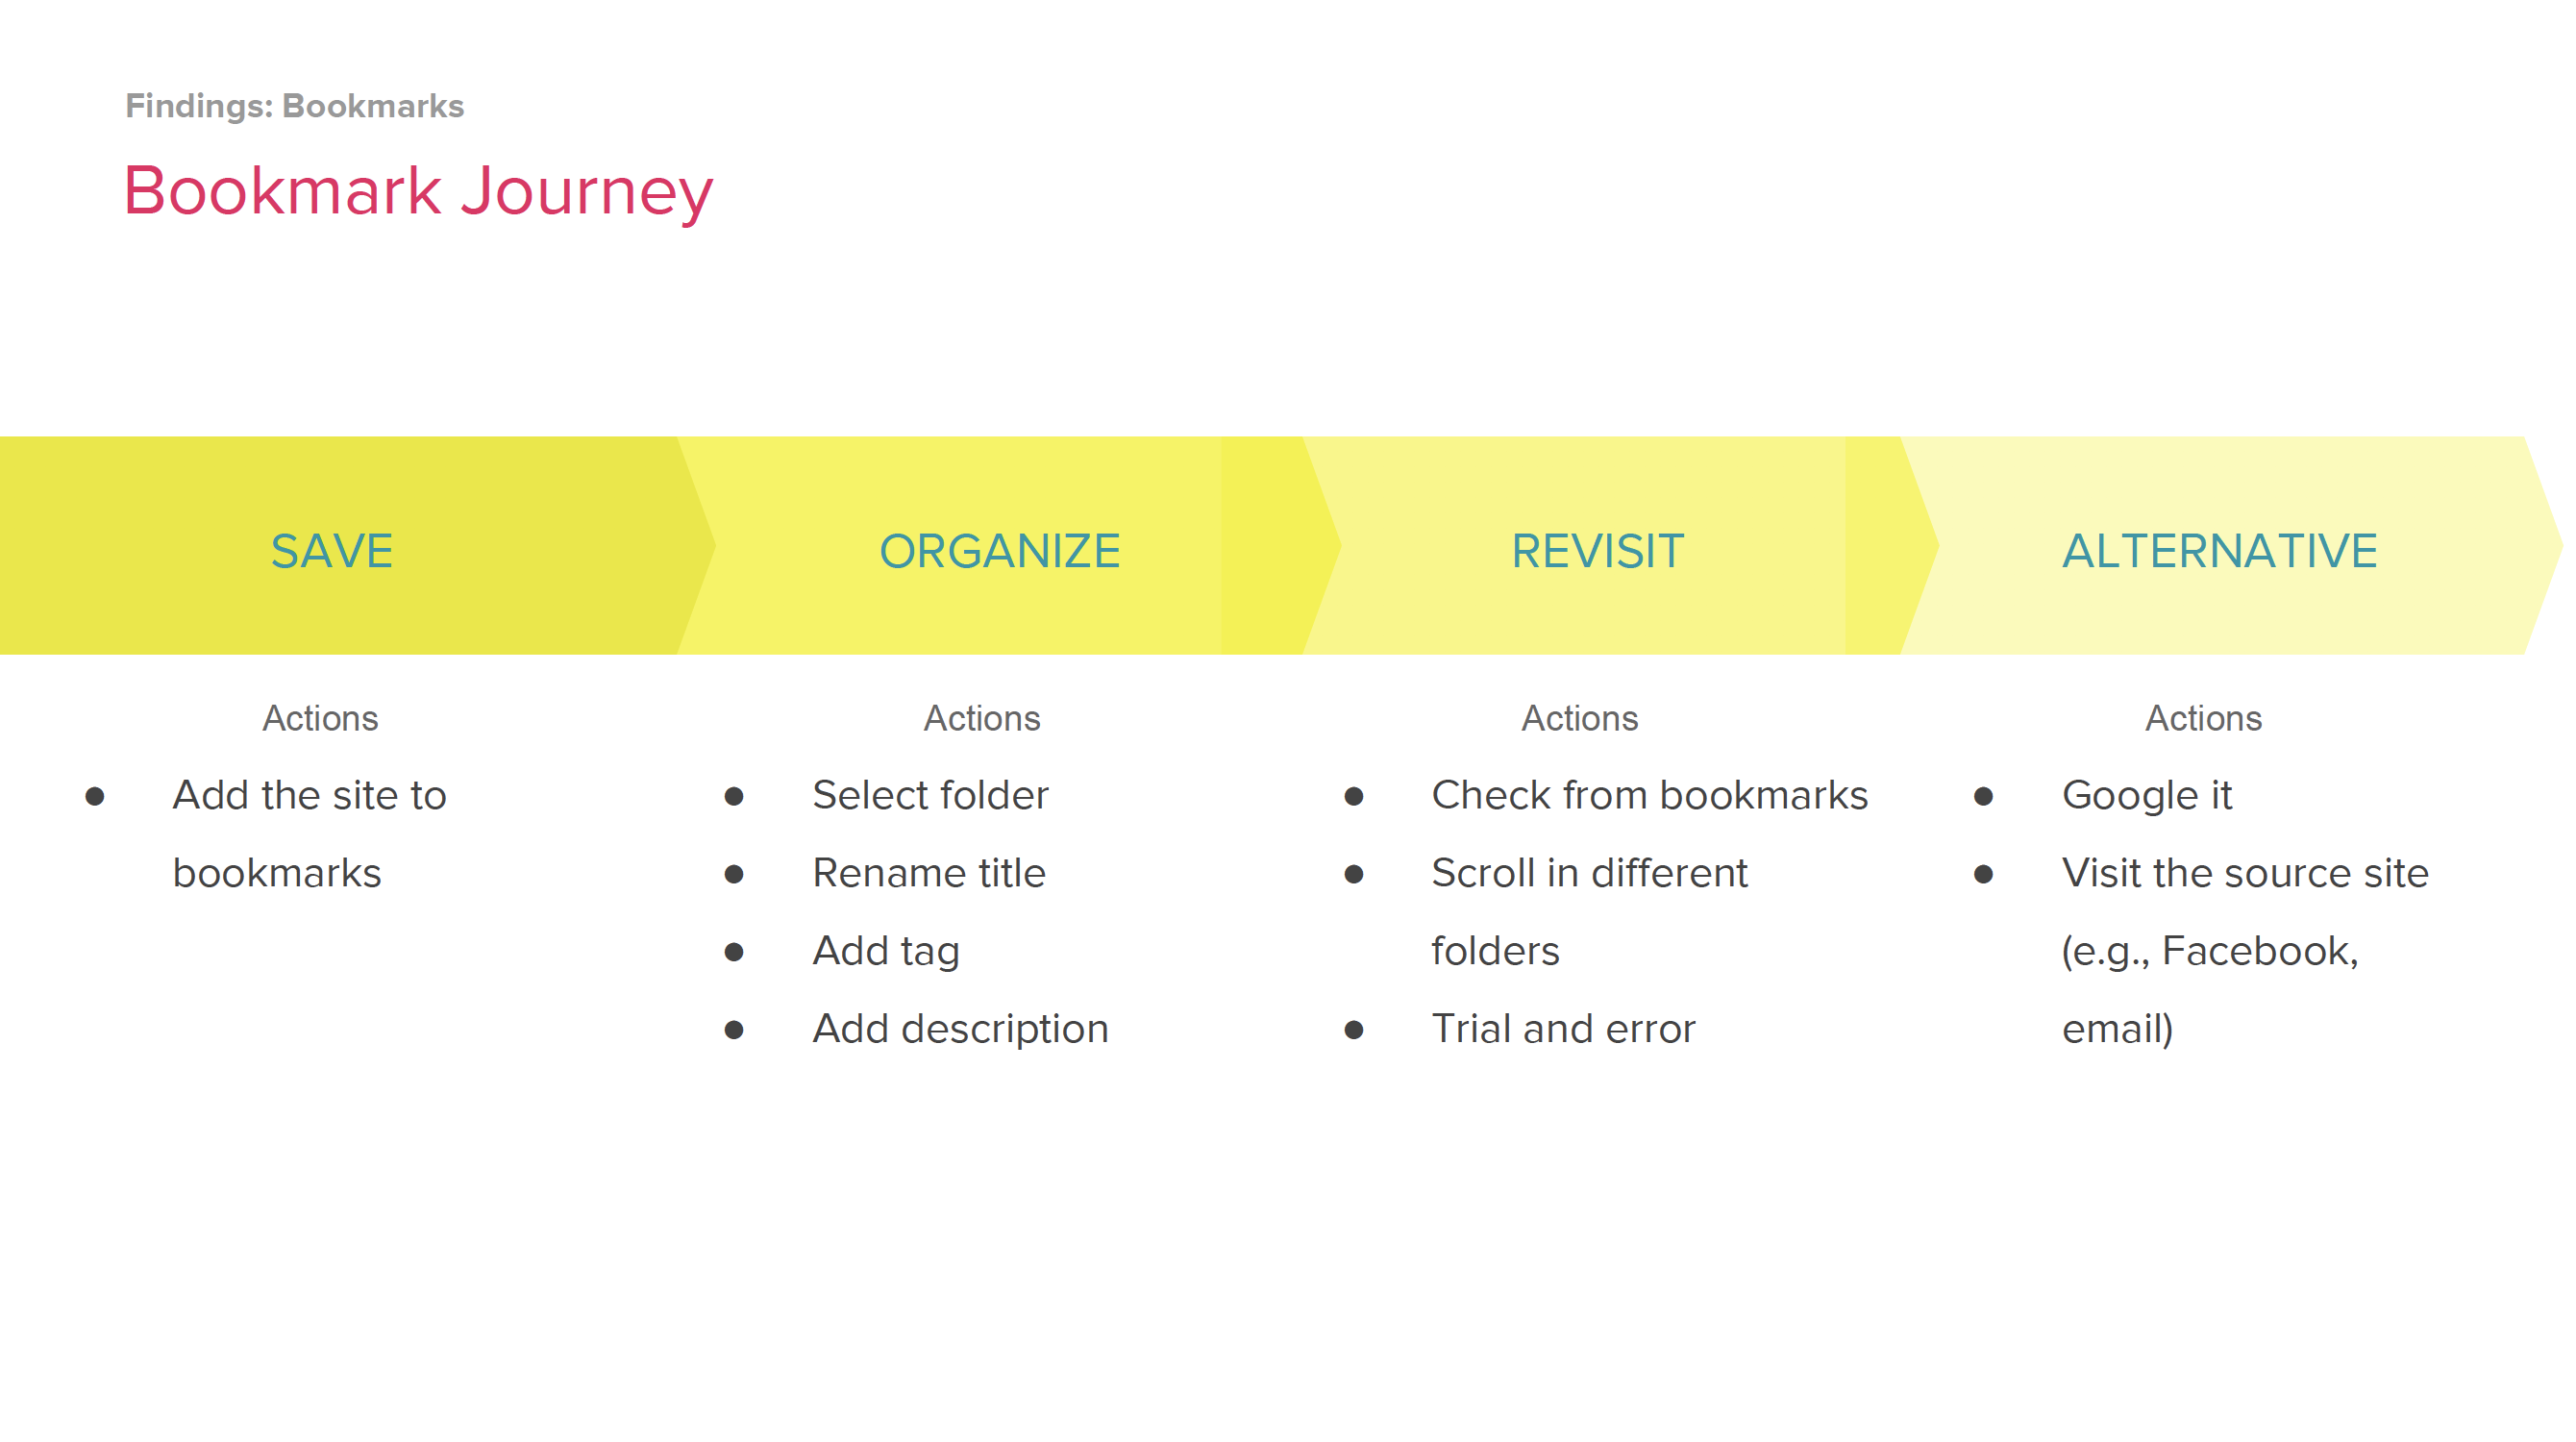 Findings: Bookmarks
Bookmark Journey
SAVE
ORGANIZE
REVISIT
ALTERNATIVE
Actions
● Add the site to
bookmarks
Actions
● Select folder
● Rename title
● Add tag
● Add description
Actions
● Check from bookmarks
● Scroll in different
folders
● Trial and error
Actions
● Google it
● Visit the source site
(e.g., Facebook,
email)